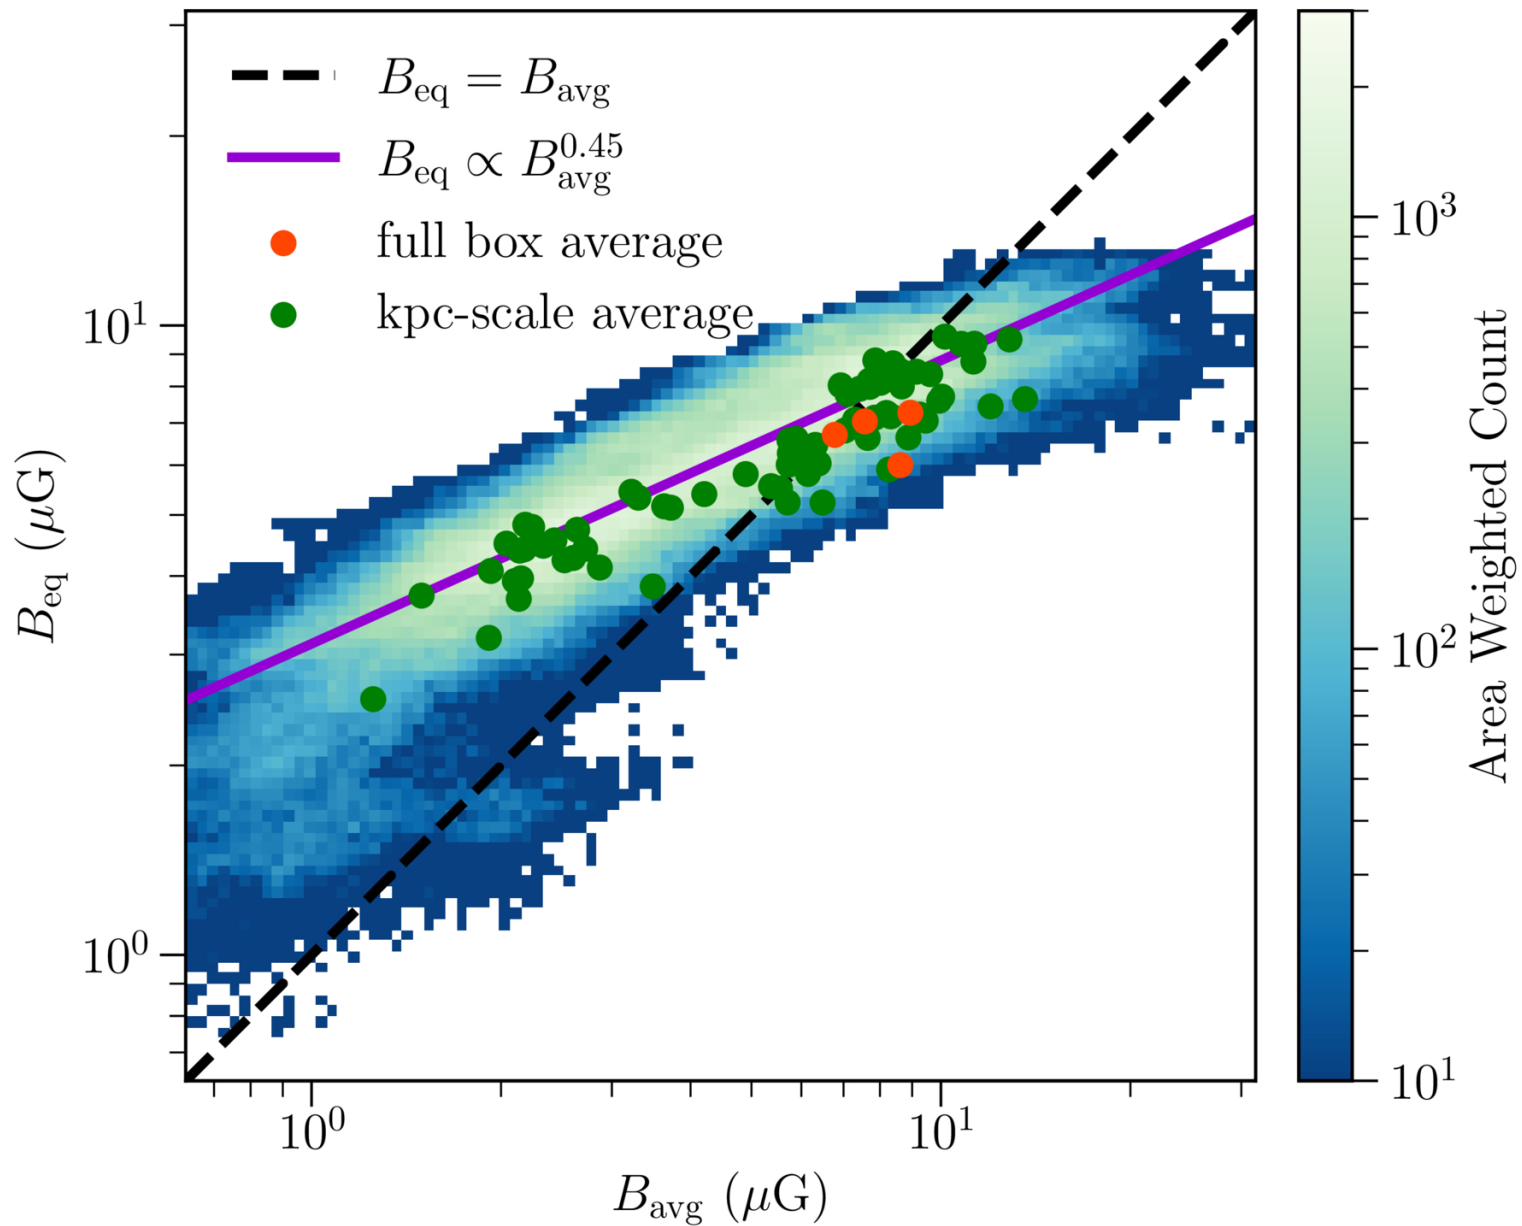 B_eq = B_avg
B_eq ∝ B_avg^0.45
full box average
kpc-scale average
10^1
10^0
B_eq (μG)
10^0
10^1
B_avg (μG)
10^3
10^2
10^1
Area Weighted Count